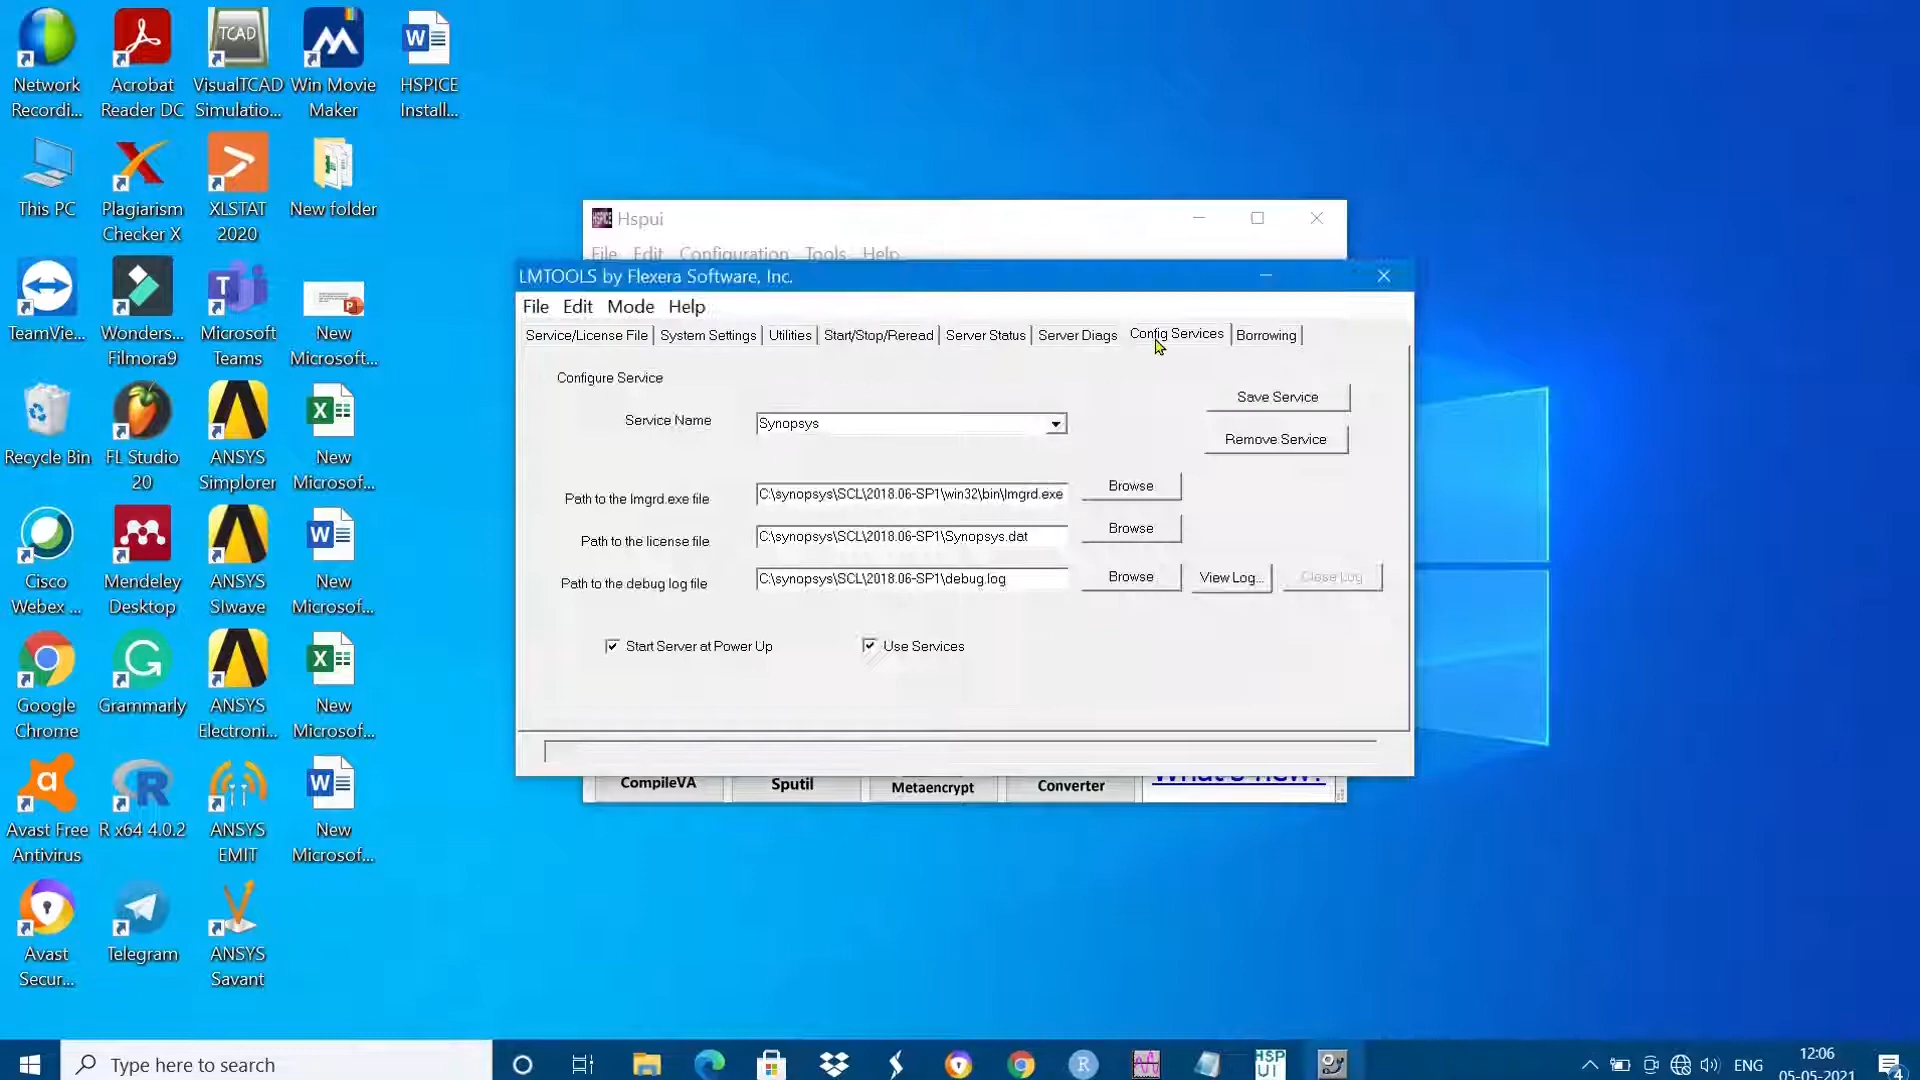 Network
Recordi...
Acrobat
Reader DC
TCAD
VisualTCAD
Simulatio...
Win Movie
Maker
HSPICE
Install...
This PC
Plagiarism
Checker X
XLSTAT
2020
New folder
TeamVie...
Wonders...
Filmora9
Microsoft
Teams
New
Microsoft...
Recycle Bin
FL Studio
20
ANSYS
Simplorer
New
Microsof...
Cisco
Webex ...
Mendeley
Desktop
ANSYS
SIwave
New
Microsof...
Google
Chrome
Grammarly
ANSYS
Electroni...
New
Microsof...
Avast Free
Antivirus
R x64 4.0.2
ANSYS
EMIT
New
Microsof...
Avast
Secur...
Telegram
ANSYS
Savant
Hspui
File Edit Configuration Tools Help
LMTOOLS by Flexera Software, Inc.
File Edit Mode Help
Service/License File System Settings Utilities Start/Stop/Reread Server Status Server Diags Config Services Borrowing
Configure Service
Save Service
Service Name Synopsys
Remove Service
Path to the lmgrd.exe file C:\synopsys\SCL\2018.06-SP1\win32\bin\lmgrd.exe Browse
Path to the license file C:\synopsys\SCL\2018.06-SP1\Synopsys.dat Browse
Path to the debug log file C:\synopsys\SCL\2018.06-SP1\debug.log Browse View Log... Close Log
Start Server at Power Up Use Services
CompileVA Sputil Metaencrypt Converter What's new?
Type here to search
HSP
UI
ENG
12:06
05-05-2021
4